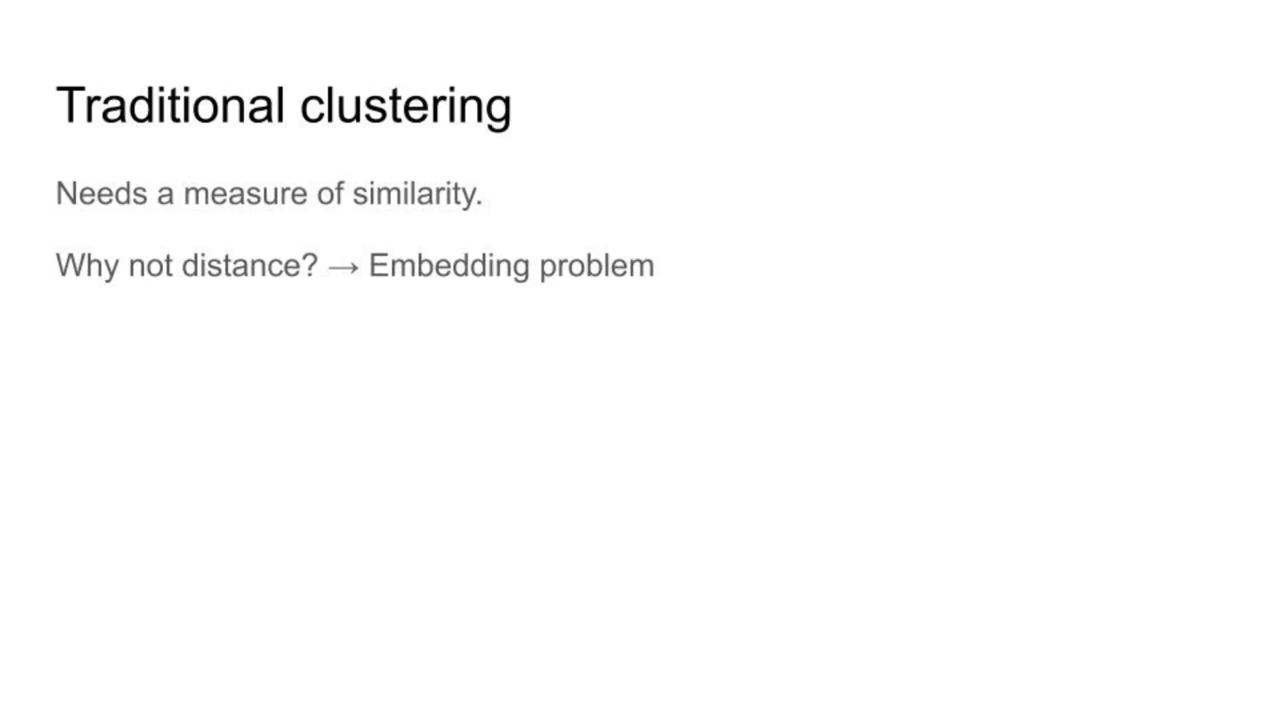 Traditional clustering
Needs a measure of similarity.
Why not distance? → Embedding problem